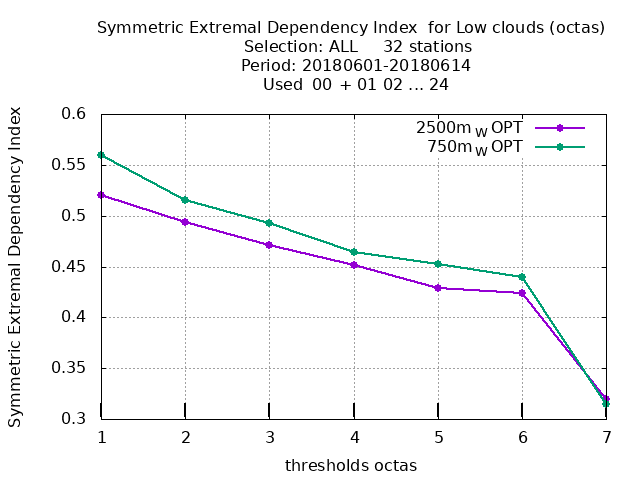 Symmetric Extremal Dependency Index for Low clouds (octas)
Selection: ALL 32 stations
Period: 20180601-20180614
Used 00 + 01 02 ... 24
Symmetric Extremal Dependency Index
0.6
0.55
0.5
0.45
0.4
0.35
0.3
2500m W OPT
750m W OPT
1 2 3 4 5 6 7
thresholds octas